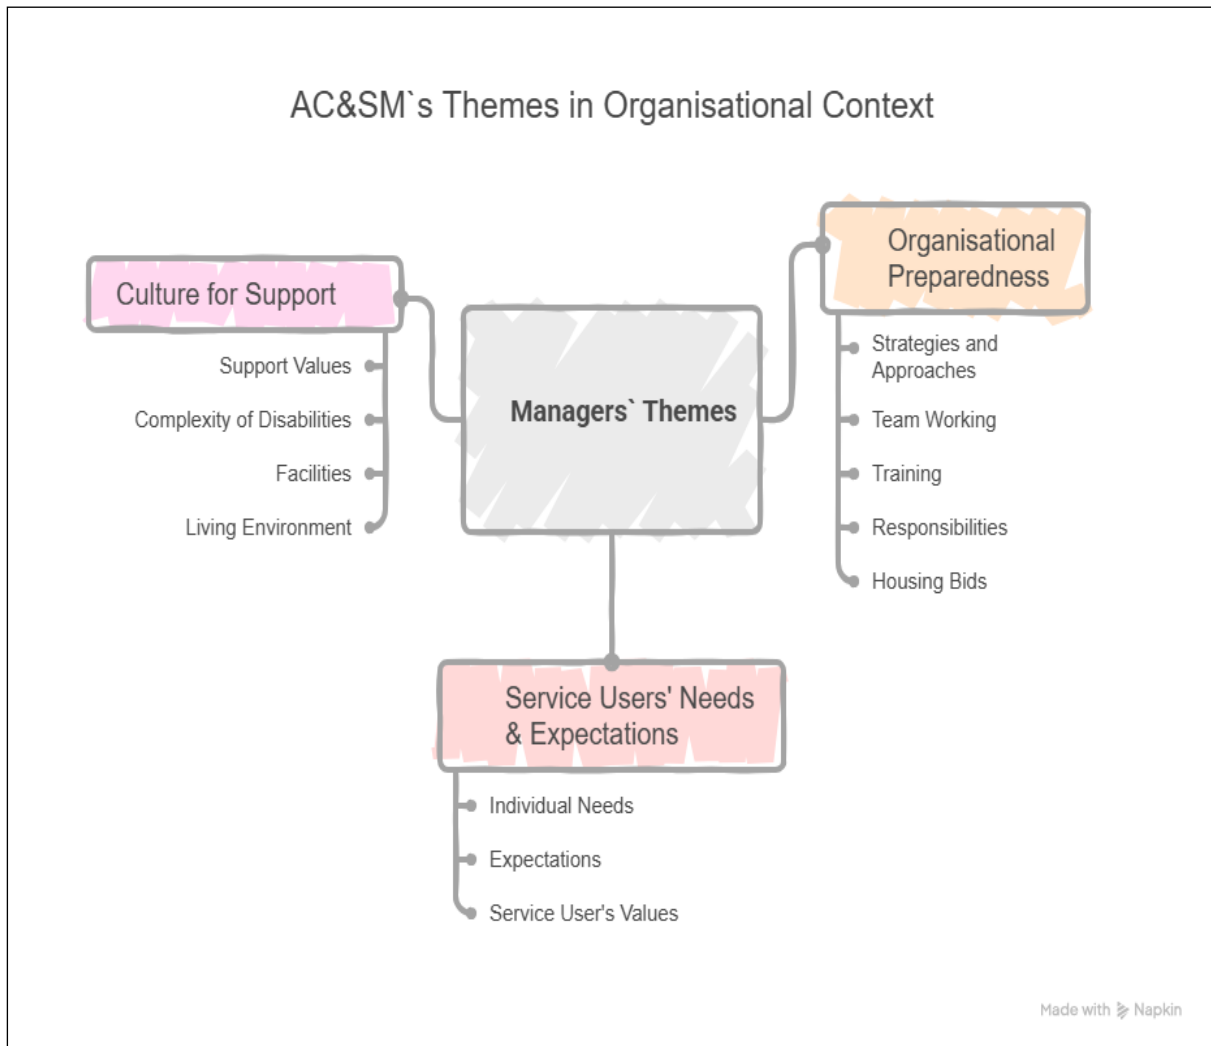 AC&SM`s Themes in Organisational Context
Culture for Support
Support Values
Complexity of Disabilities
Facilities
Living Environment
Managers` Themes
Organisational
Preparedness
Strategies and
Approaches
Team Working
Training
Responsibilities
Housing Bids
Service Users' Needs
& Expectations
Individual Needs
Expectations
Service User's Values
Made with Napkin